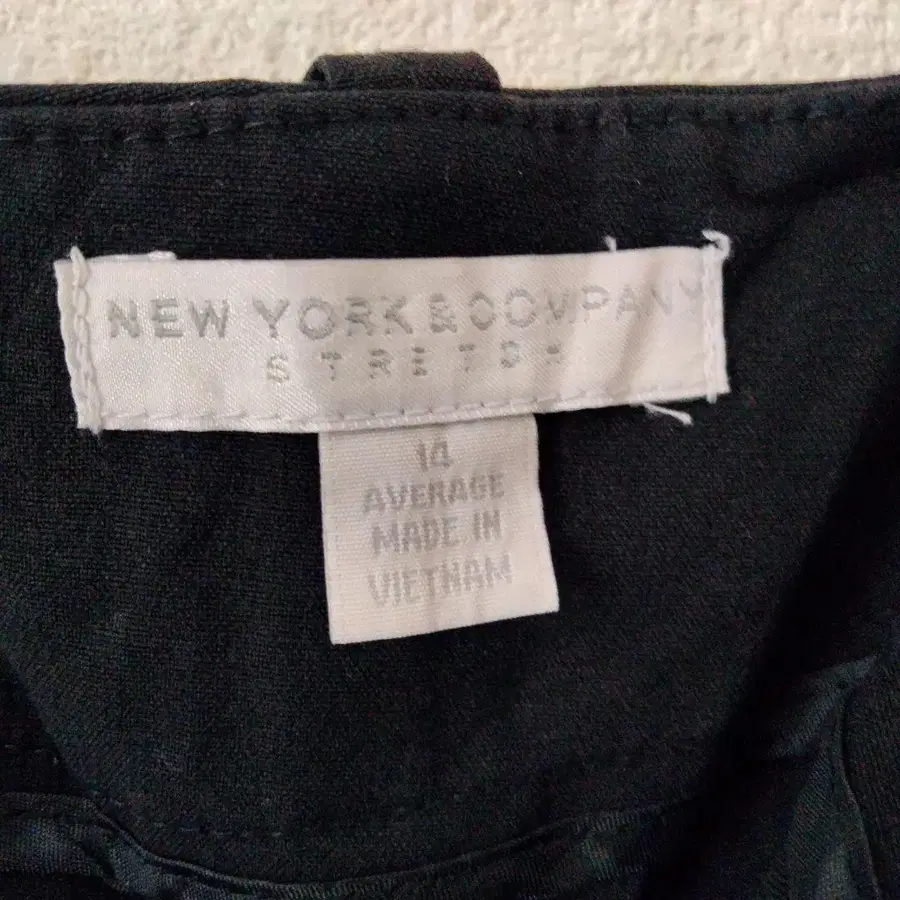 NEW YORK & COMPANY
STRETCH
14
AVERAGE
MADE IN
VIETNAM